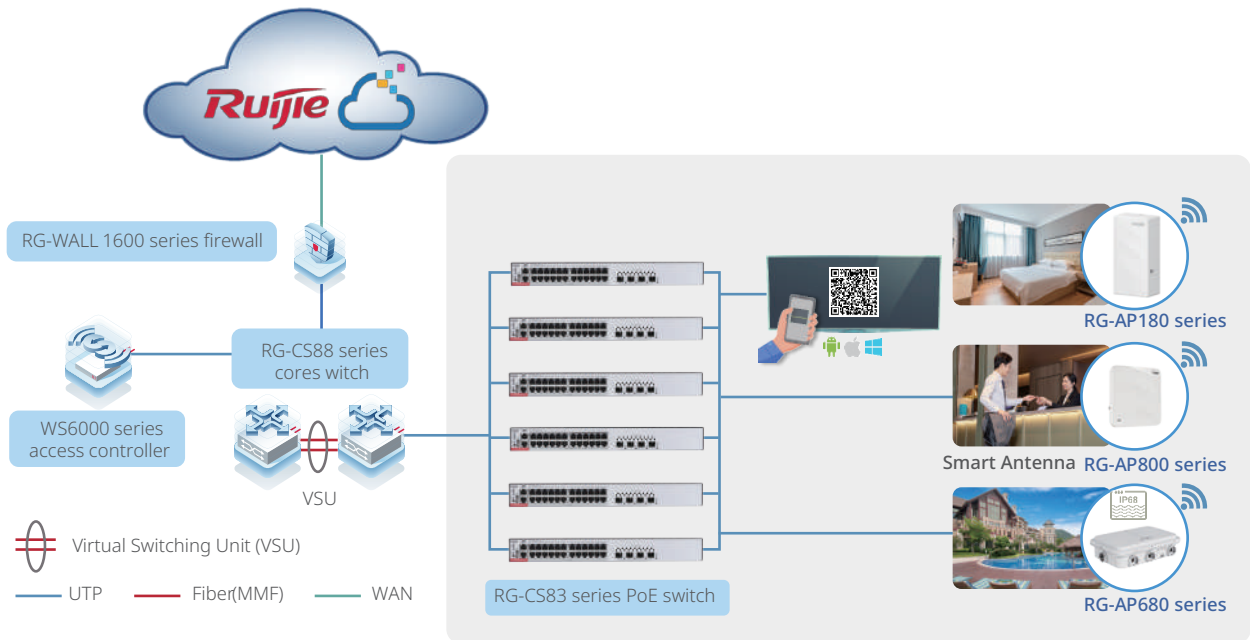 Ruijie
RG-WALL 1600 series firewall
RG-CS88 series
cores witch
WS6000 series
access controller
VSU
Virtual Switching Unit (VSU)
UTP
Fiber(MMF)
WAN
RG-CS83 series PoE switch
RG-AP180 series
Smart Antenna
RG-AP800 series
IP68
RG-AP680 series